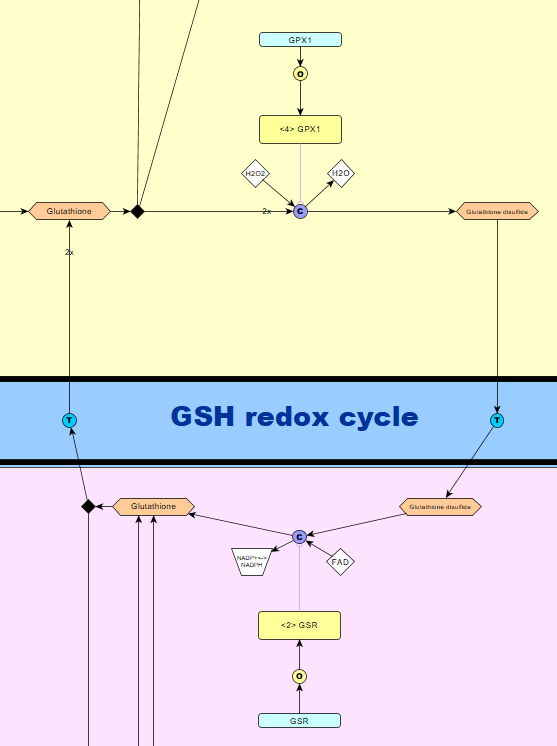 GPX1
O
<4> GPX1
H2O2
H2O
Glutathione
2x
C
Glutathione disulfide
2x
T
GSH redox cycle
T
Glutathione
Glutathione disulfide
C
NADP+<->
NADPH
FAD
<2> GSR
O
GSR